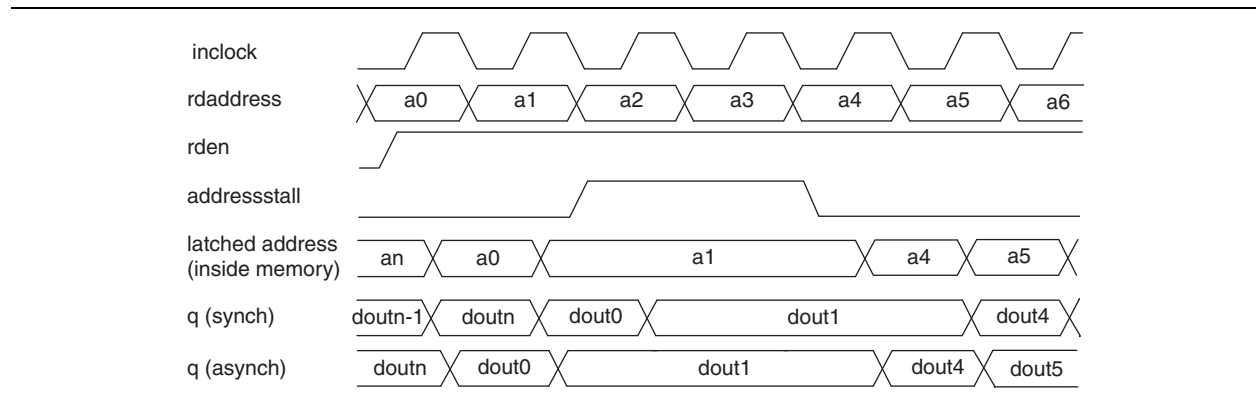 inclock
rdaddress a0 a1 a2 a3 a4 a5 a6
rden
addressstall
latched address
(inside memory) an a0 a1 a4 a5
q (synch) doutn-1 doutn dout0 dout1 dout4
q (asynch) doutn dout0 dout1 dout4 dout5